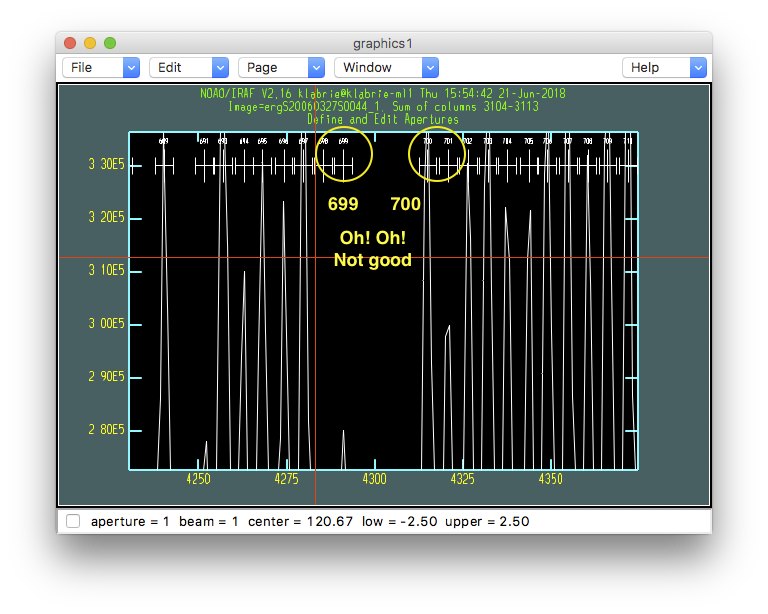 graphics1
File Edit Page Window Help
NOAO/IRAF V2.16 klabrie@klabrie-ml1 Thu 15:54:42 21-Jun-2018
Image=ergS20060327S0044_1, Sum of columns 3104-3113
Define and Edit Apertures
691 695 696 697 698 699 700 701 702 703 704 705 707 708 709 710
3 30E5
3 20E5
699 700
Oh! Oh!
Not good
3 10E5
3 00E5
2 90E5
2 80E5
4250 4275 4300 4325 4350
aperture = 1 beam = 1 center = 120.67 low = -2.50 upper = 2.50